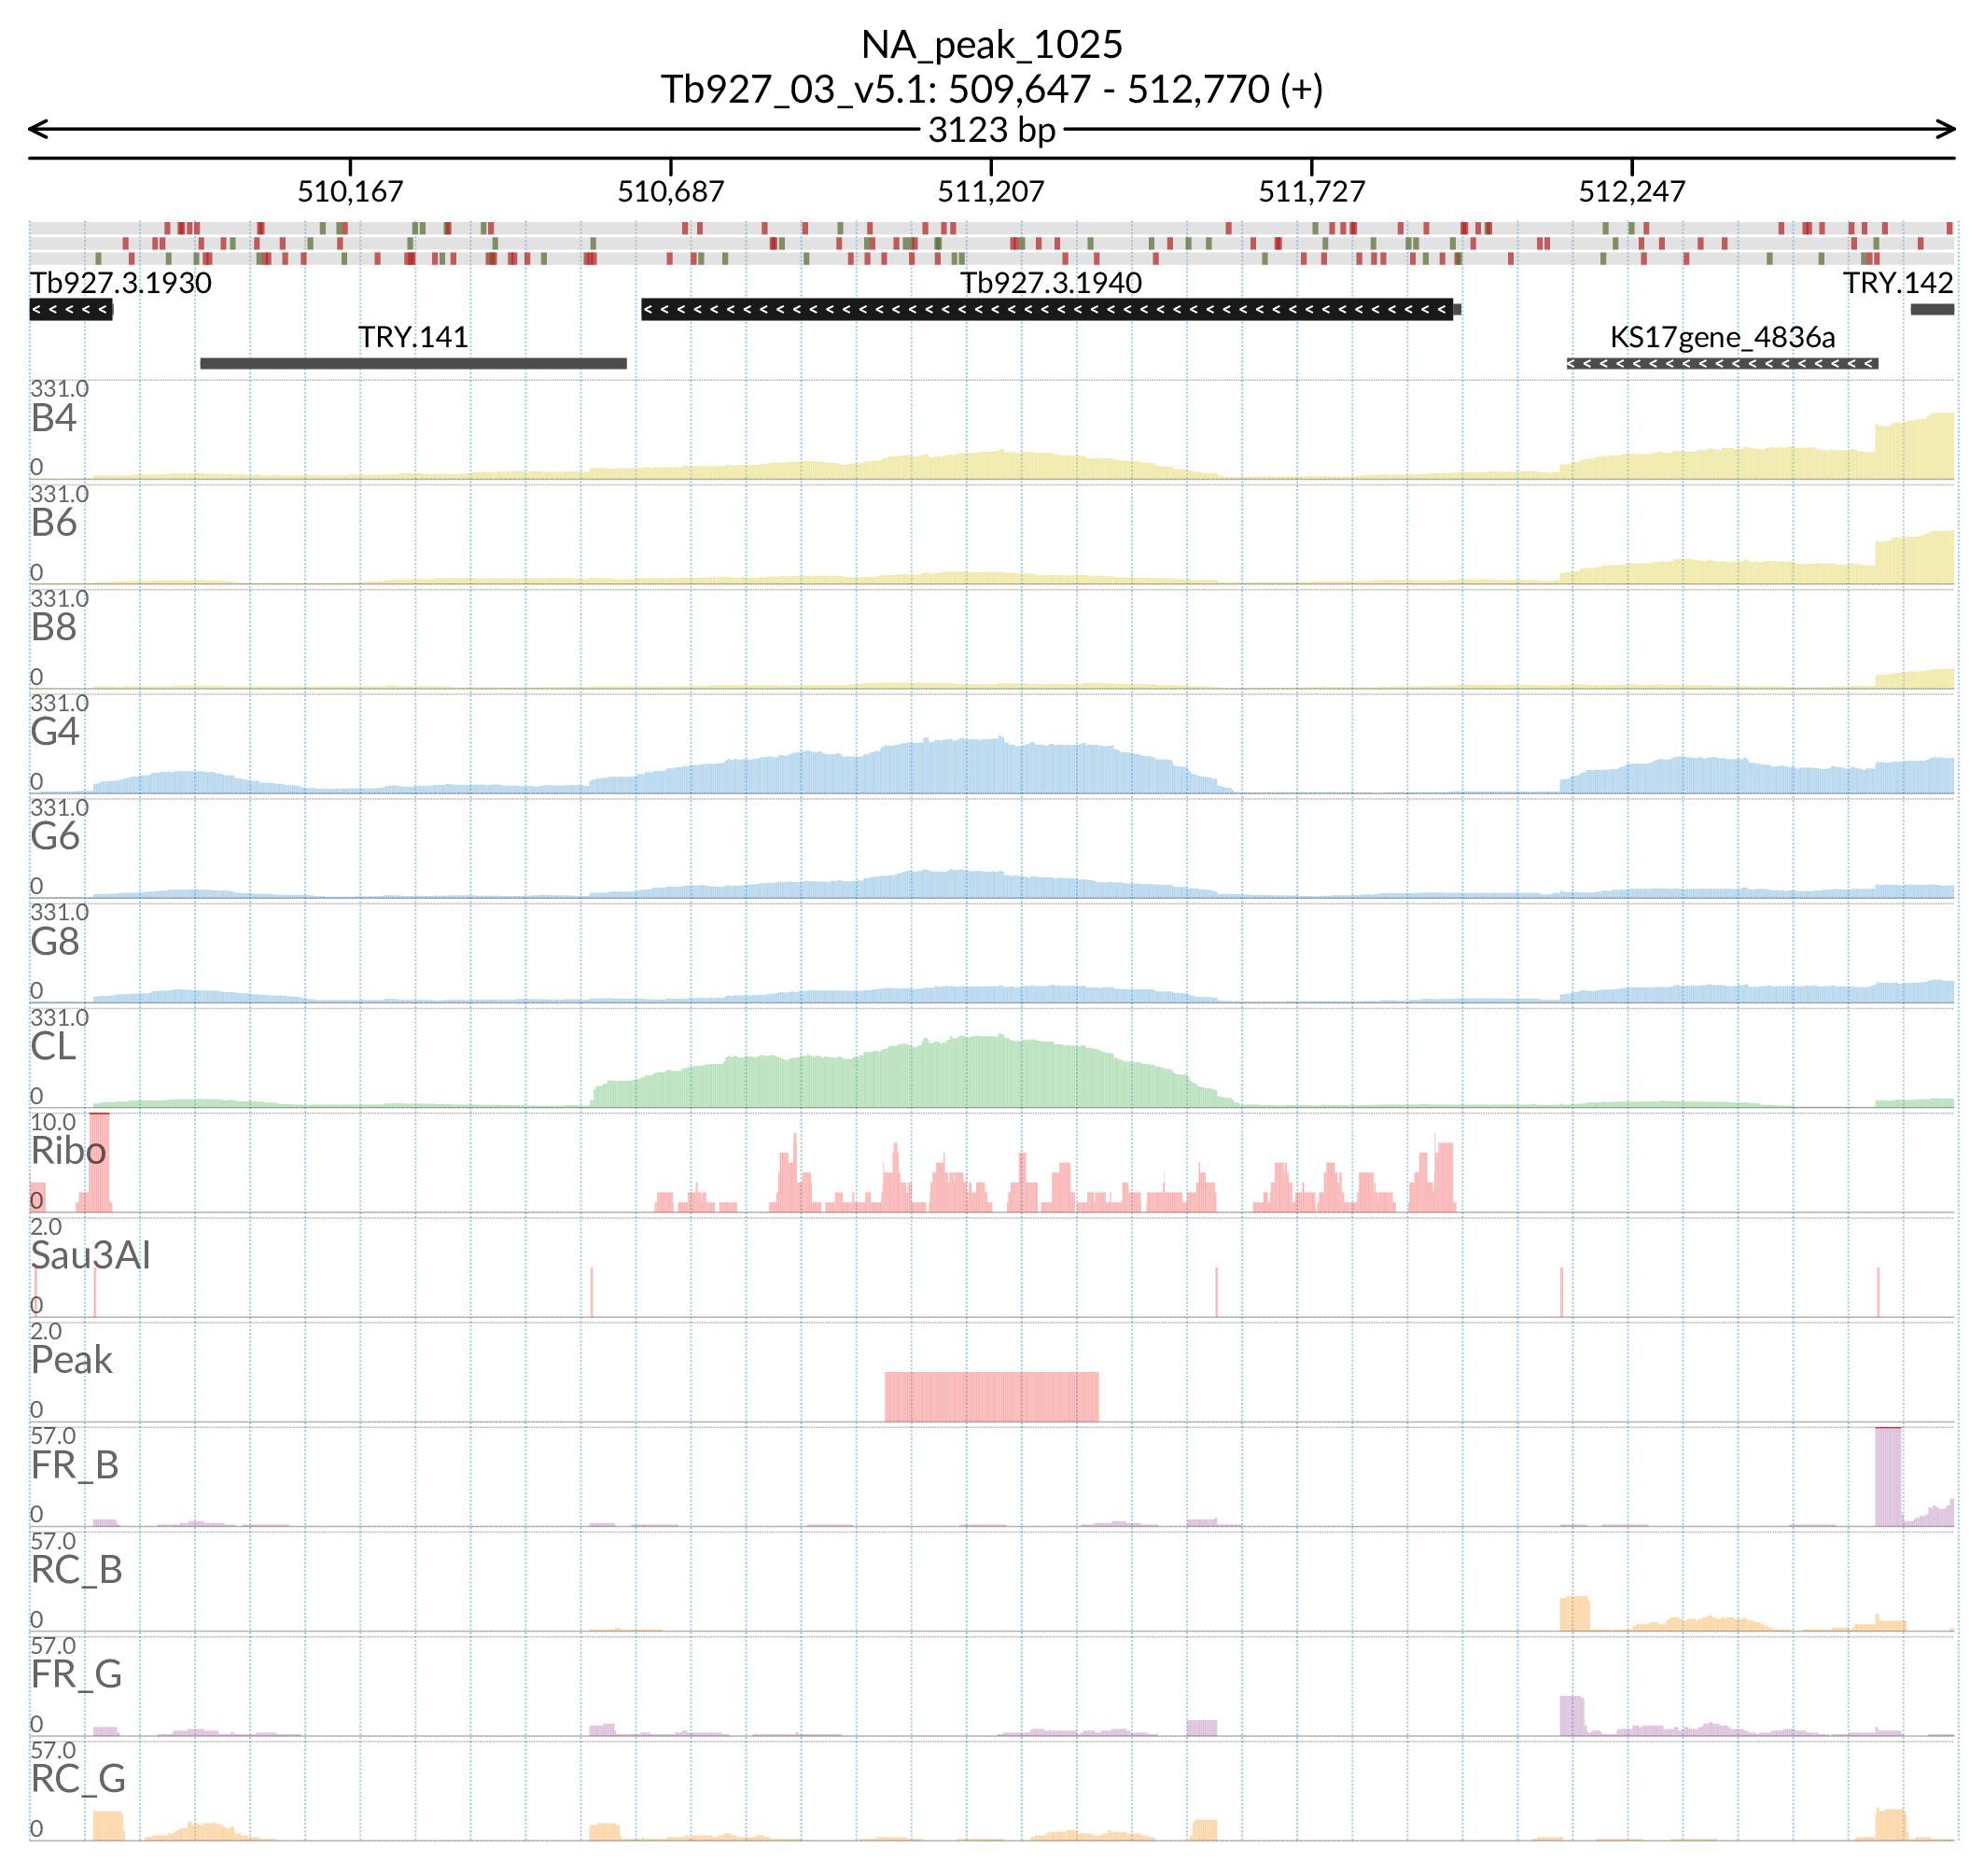 NA_peak_1025
Tb927_03_v5.1: 509,647 - 512,770 (+)
3123 bp
510,167 510,687 511,207 511,727 512,247
Tb927.3.1930 Tb927.3.1940 TRY.142
TRY.141 KS17gene_4836a
331.0
B4
0
331.0
B6
0
331.0
B8
0
331.0
G4
0
331.0
G6
0
331.0
G8
0
331.0
CL
0
10.0
Ribo
0
2.0
Sau3AI
0
2.0
Peak
0
57.0
FR_B
0
57.0
RC_B
0
57.0
FR_G
0
57.0
RC_G
0